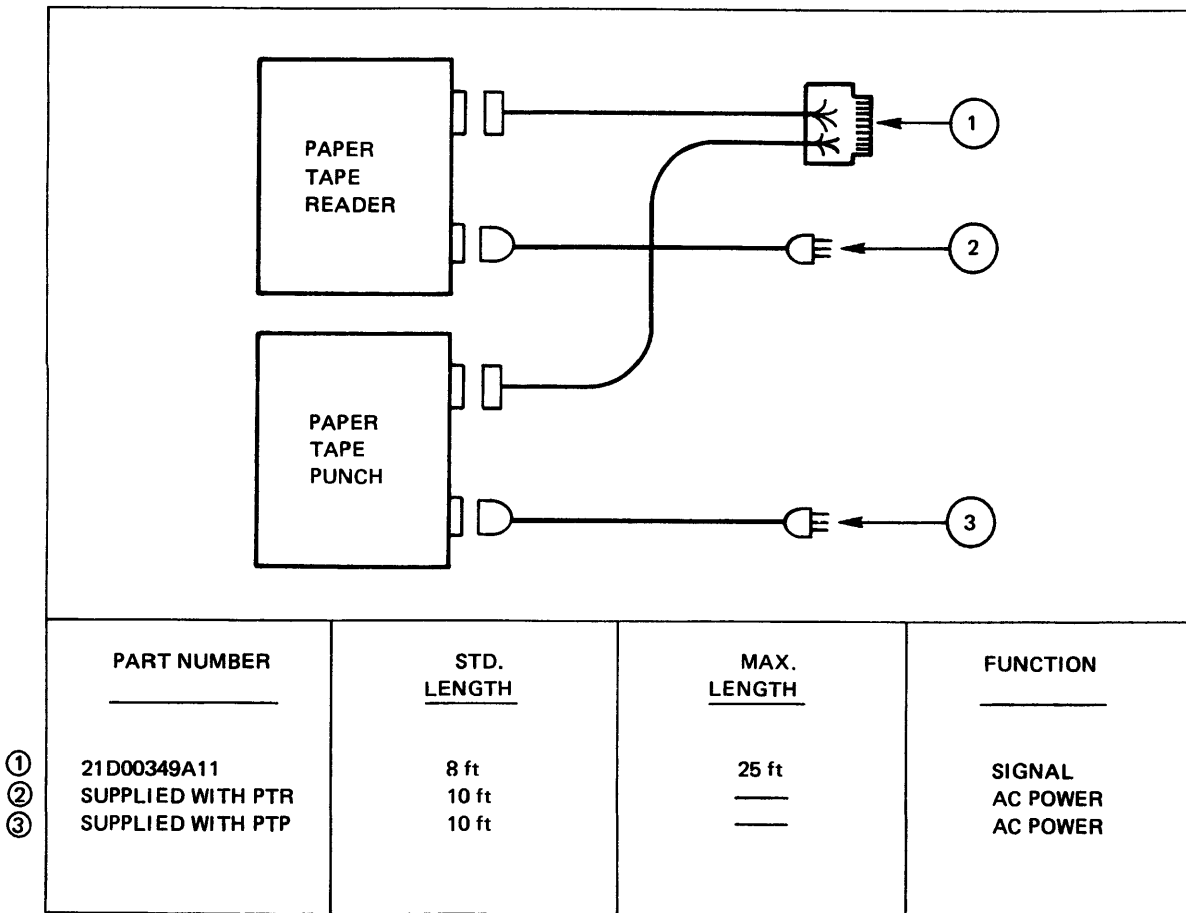 1
PAPER
TAPE
READER
2
PAPER
TAPE
PUNCH
3
PART NUMBER
STD.
LENGTH
MAX.
LENGTH
FUNCTION
1 21D00349A11 8 ft 25 ft SIGNAL
2 SUPPLIED WITH PTR 10 ft — AC POWER
3 SUPPLIED WITH PTP 10 ft — AC POWER